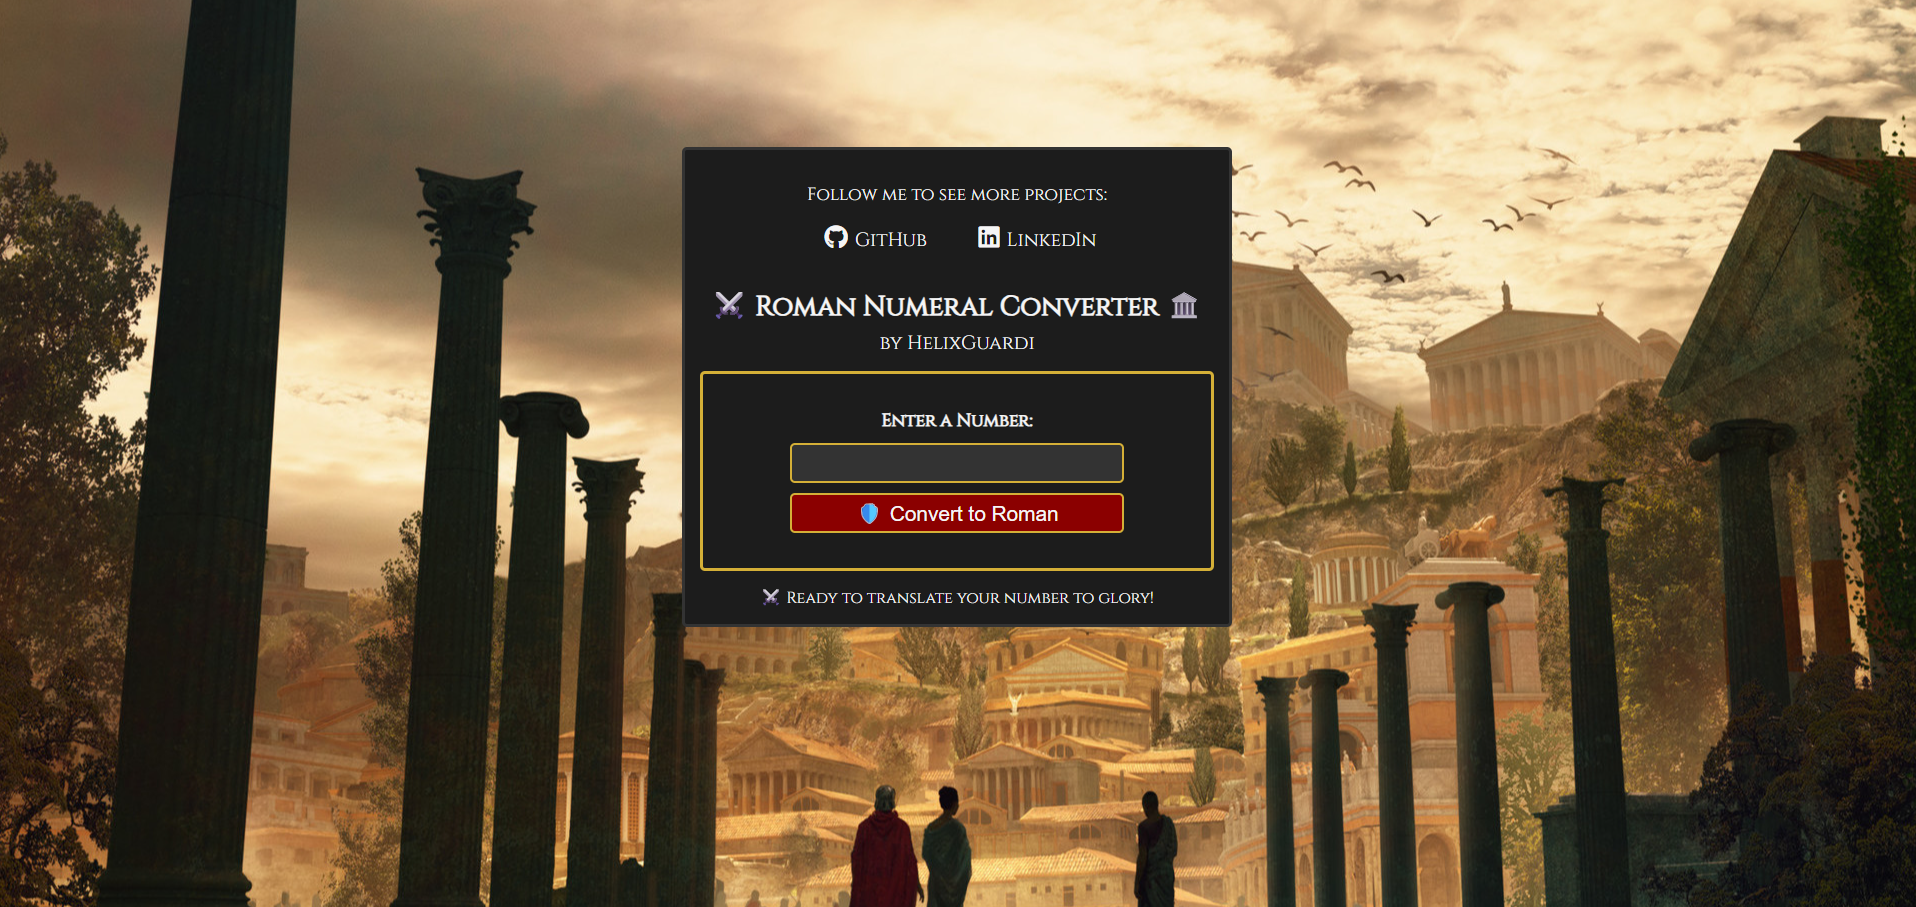 Follow me to see more projects:
GitHub LinkedIn
Roman Numeral Converter
by HelixGuardi
Enter a Number:
Convert to Roman
Ready to translate your number to glory!